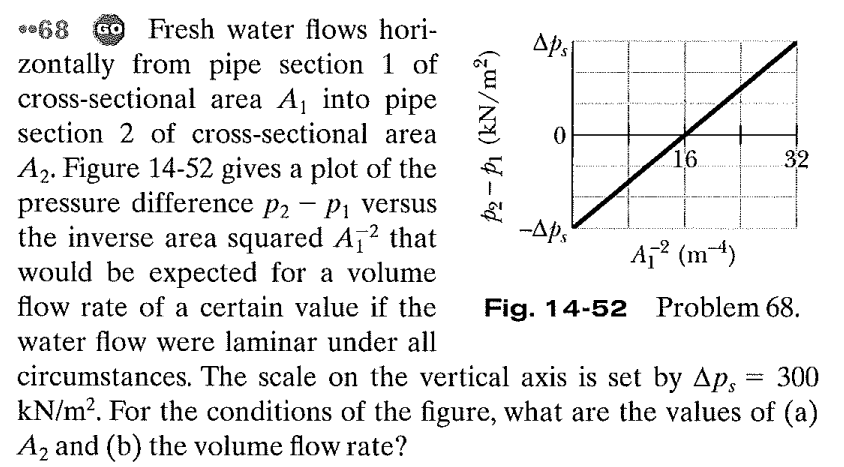 ••68 GO Fresh water flows hori-
zontally from pipe section 1 of
cross-sectional area A₁ into pipe
section 2 of cross-sectional area
A₂. Figure 14-52 gives a plot of the
pressure difference p₂ − p₁ versus
the inverse area squared A₁⁻² that
would be expected for a volume
flow rate of a certain value if the
water flow were laminar under all
circumstances. The scale on the vertical axis is set by Δpₛ = 300
kN/m². For the conditions of the figure, what are the values of (a)
A₂ and (b) the volume flow rate?
p₂ − p₁ (kN/m²)
Δpₛ
0
−Δpₛ
16
32
A₁⁻² (m⁻⁴)
Fig. 14-52 Problem 68.